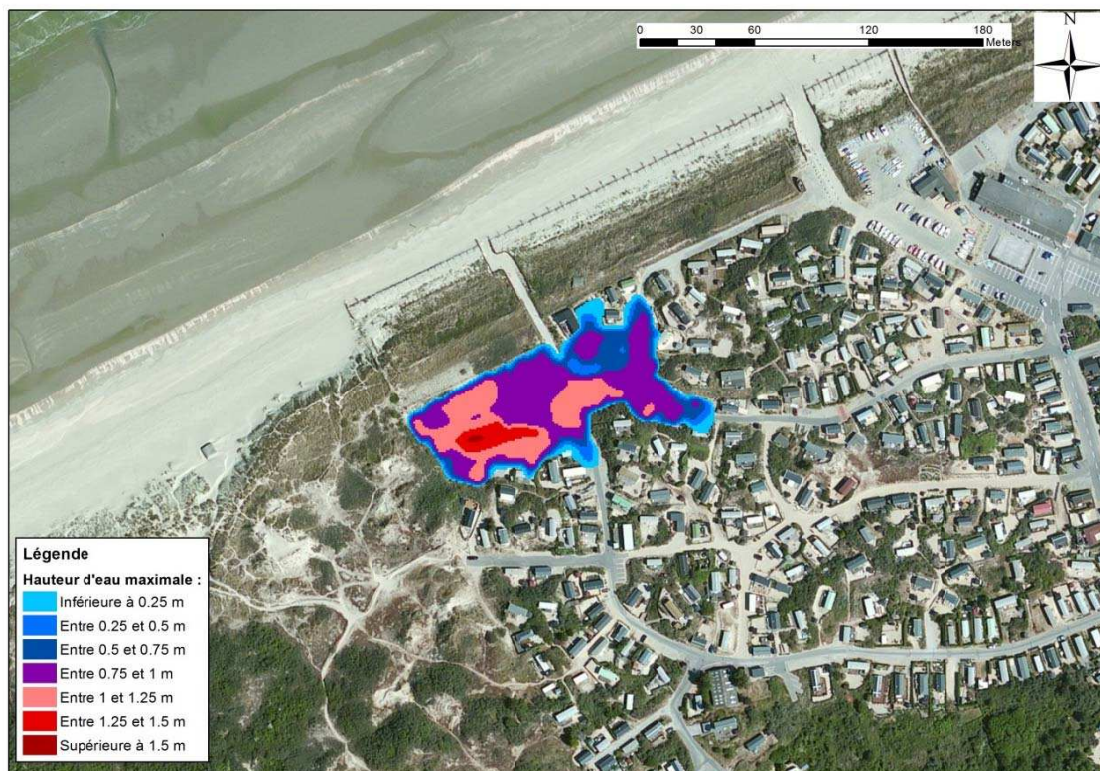 0 30 60 120 180
Meters
N
Légende
Hauteur d'eau maximale :
Inférieure à 0.25 m
Entre 0.25 et 0.5 m
Entre 0.5 et 0.75 m
Entre 0.75 et 1 m
Entre 1 et 1.25 m
Entre 1.25 et 1.5 m
Supérieure à 1.5 m